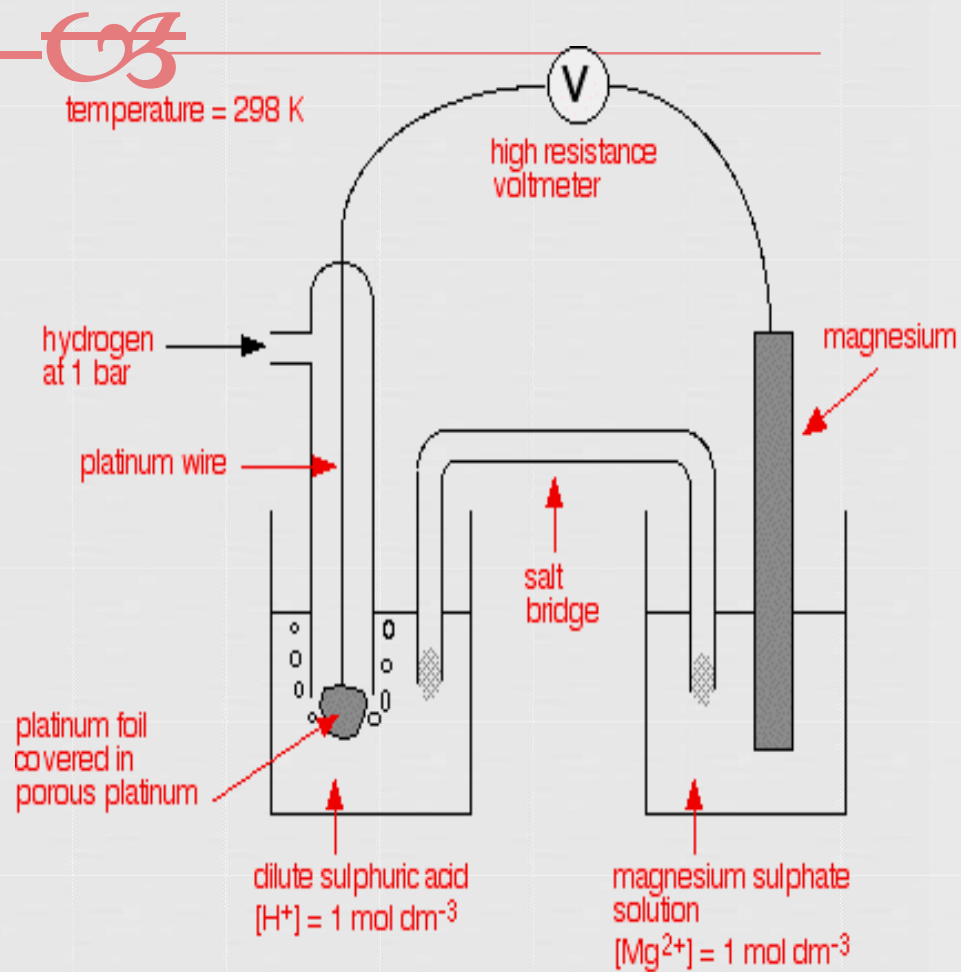 temperature = 298 K
V
high resistance
voltmeter
hydrogen
at 1 bar
magnesium
platinum wire
salt
bridge
platinum foil
covered in
porous platinum
dilute sulphuric acid
[H⁺] = 1 mol dm⁻³
magnesium sulphate
solution
[Mg²⁺] = 1 mol dm⁻³